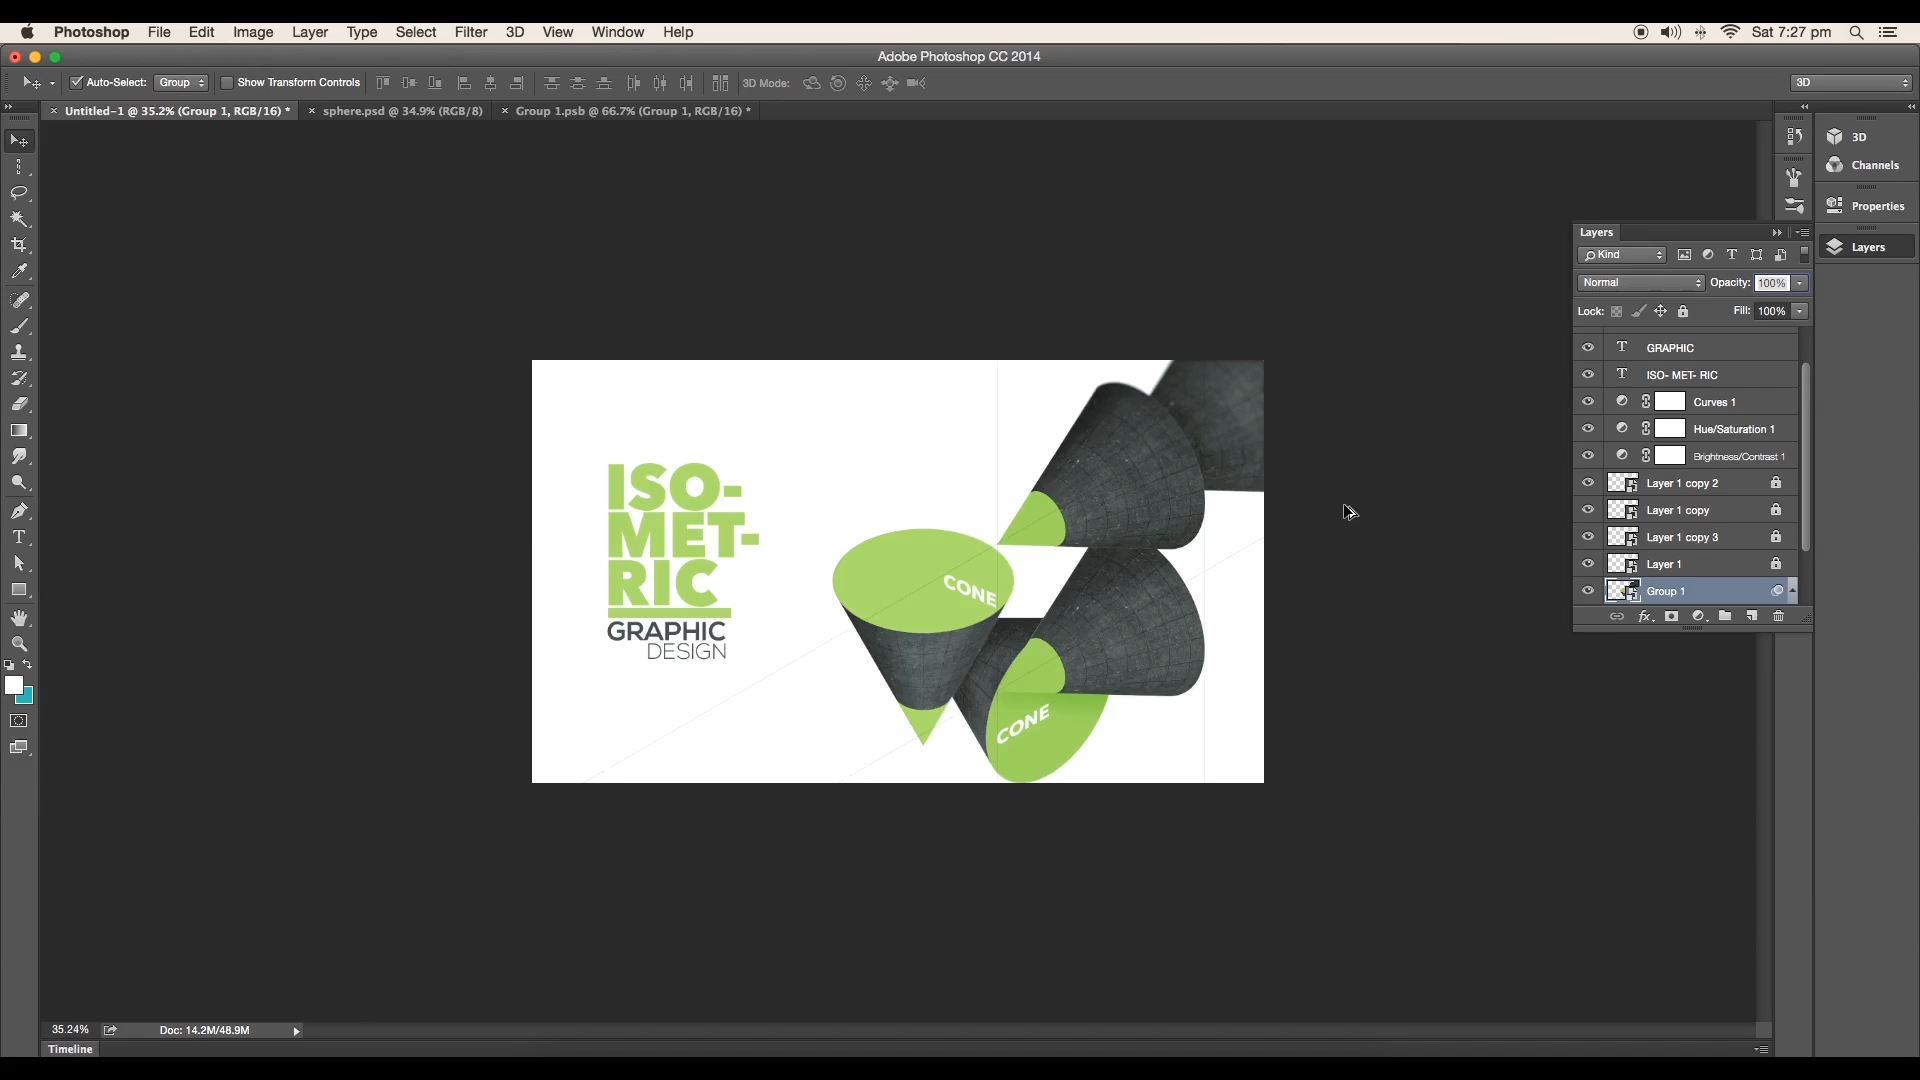 Photoshop File Edit Image Layer Type Select Filter 3D View Window Help Sat 7:27 pm
Adobe Photoshop CC 2014
Auto-Select: Group Show Transform Controls 3D Mode: 3D
Untitled-1 @ 35.2% (Group 1, RGB/16) * sphere.psd @ 34.9% (RGB/8) Group 1.psb @ 66.7% (Group 1, RGB/16) *
3D
Channels
Properties
Layers
Layers
Kind
Normal Opacity: 100%
Lock: Fill: 100%
GRAPHIC
ISO- MET- RIC
Curves 1
Hue/Saturation 1
Brightness/Contrast 1
Layer 1 copy 2
Layer 1 copy
Layer 1 copy 3
Layer 1
Group 1
ISO-
MET-
RIC
GRAPHIC
DESIGN
CONE
CONE
35.24% Doc: 14.2M/48.9M
Timeline